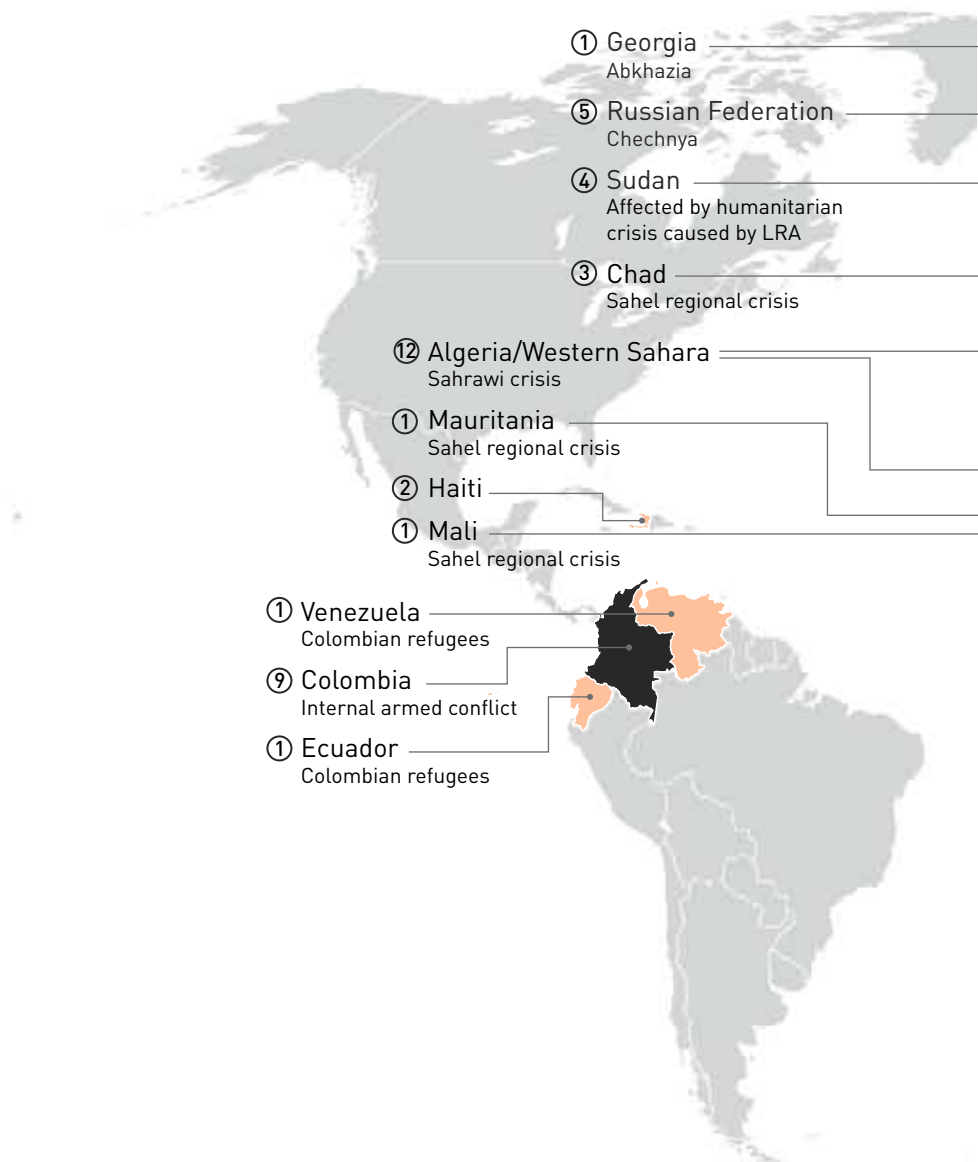 ① Georgia
Abkhazia
⑤ Russian Federation
Chechnya
④ Sudan
Affected by humanitarian
crisis caused by LRA
③ Chad
Sahel regional crisis
⑫ Algeria/Western Sahara
Sahrawi crisis
① Mauritania
Sahel regional crisis
② Haiti
① Mali
Sahel regional crisis
① Venezuela
Colombian refugees
⑨ Colombia
Internal armed conflict
① Ecuador
Colombian refugees